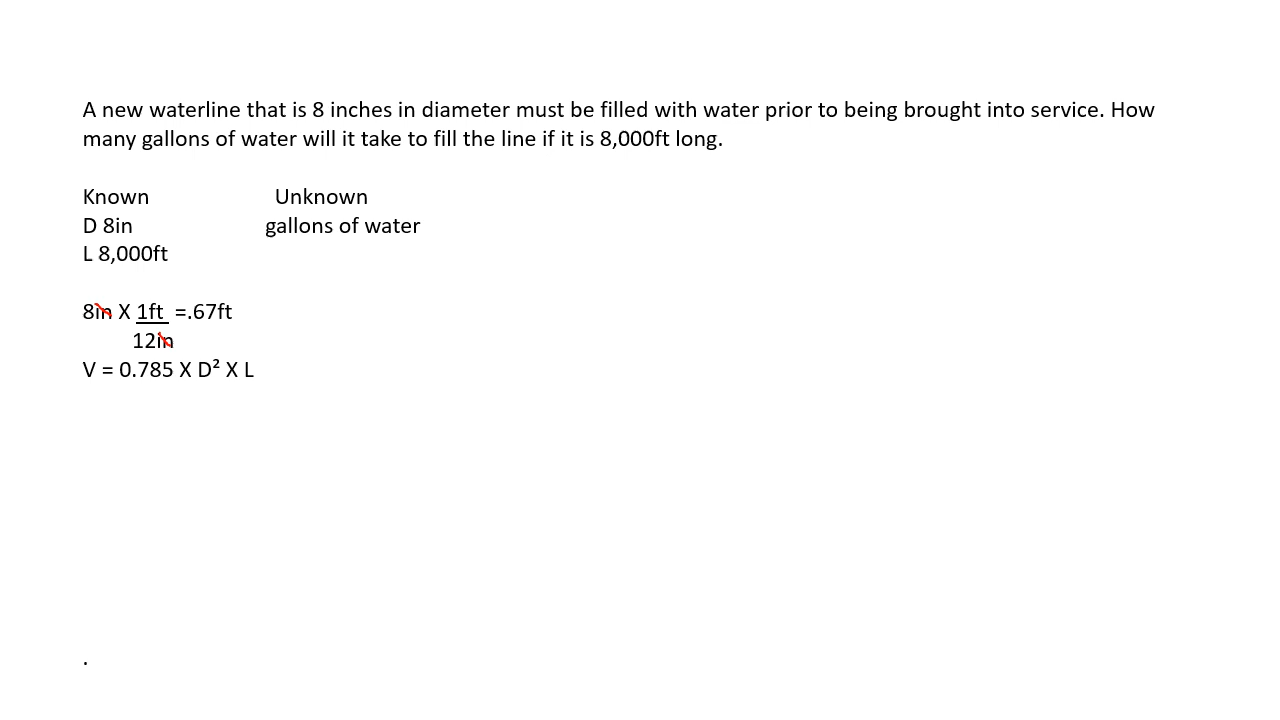 A new waterline that is 8 inches in diameter must be filled with water prior to being brought into service. How
many gallons of water will it take to fill the line if it is 8,000ft long.
Known Unknown
D 8in gallons of water
L 8,000ft
8in X 1ft =.67ft
12in
V = 0.785 X D² X L
.